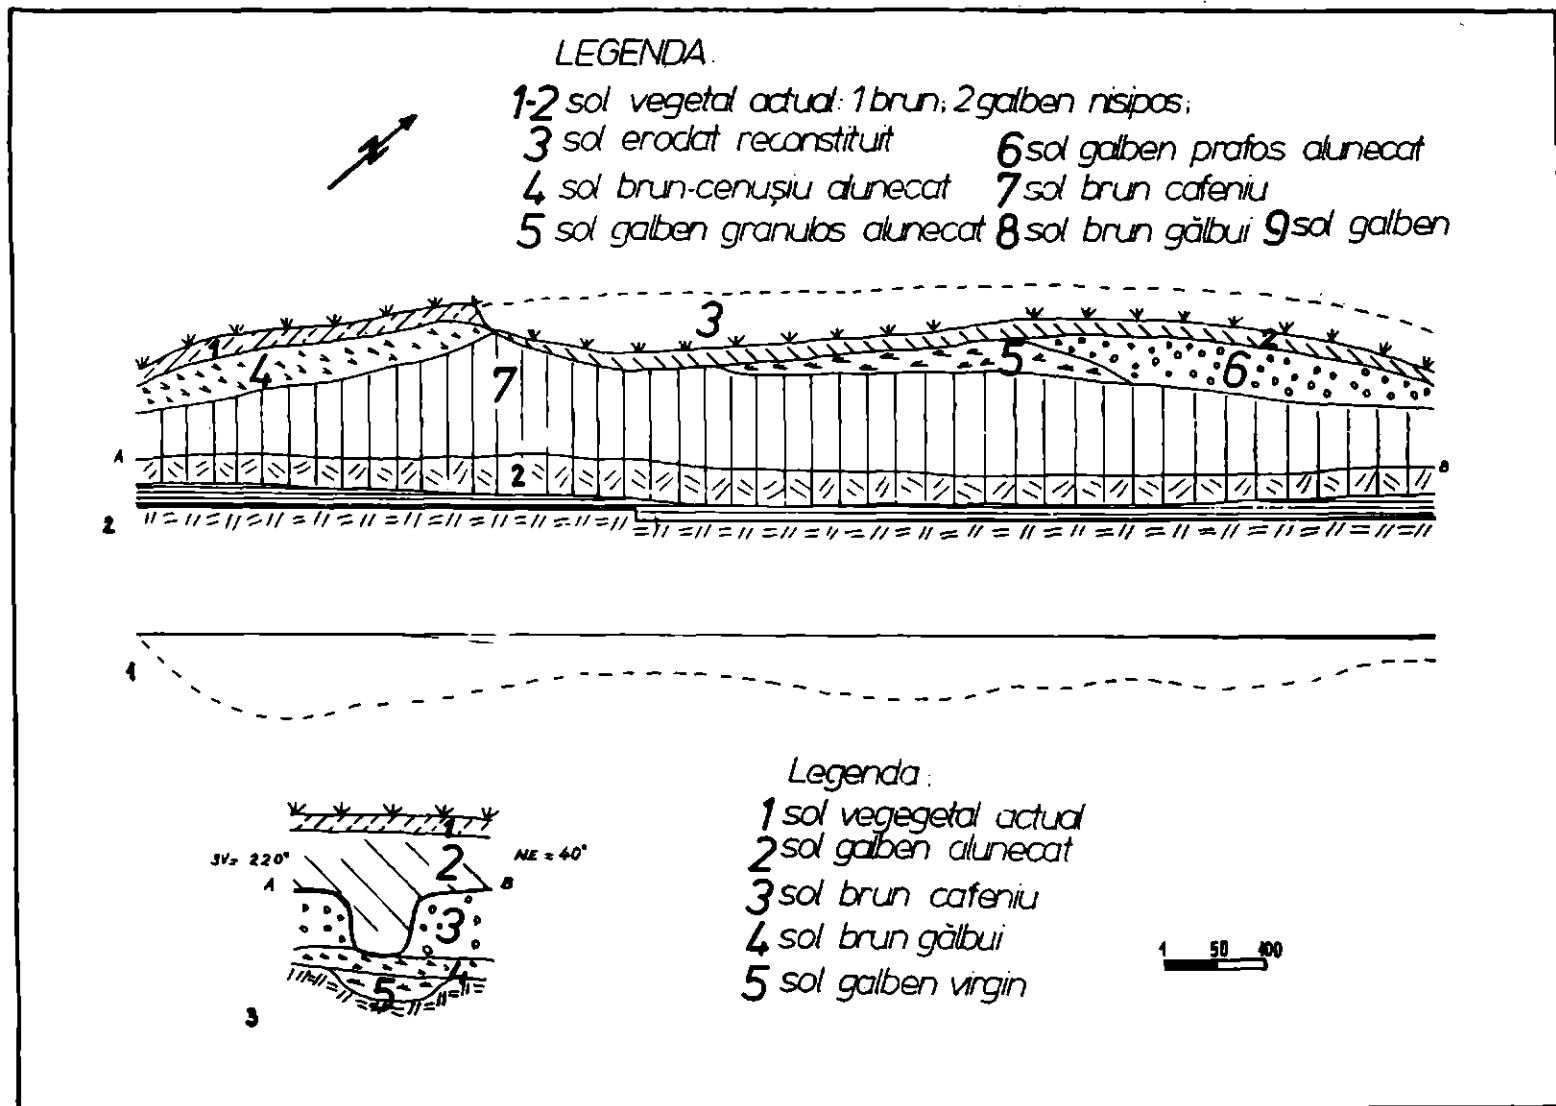 LEGENDA.
1-2 sol vegetal actual: 1 brun; 2 galben nisipos;
3 sol erodat reconstituit
6 sol galben prafos alunecat
4 sol brun-cenușiu alunecat
7 sol brun cafeniu
5 sol galben granulos alunecat
8 sol brun gălbui
9 sol galben
N
3
1
2
4
5
6
7
A
B
2
2
1
Legenda:
1 sol vegegetal actual
2 sol galben alunecat
3 sol brun cafeniu
4 sol brun gălbui
5 sol galben virgin
1
SV= 220°
2
NE = 40°
A
B
3
4
5
3
1 50 100